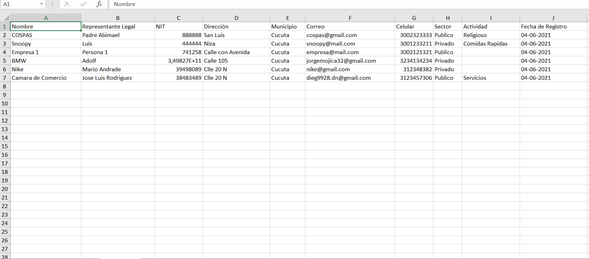 A1 fx Nombre
A B C D E F G H I J
1 Nombre Representante Legal NIT Dirección Municipio Correo Celular Sector Actividad Fecha de Registro
2 COSPAS Padre Abimael 888888 San Luis Cucuta cospas@gmail.com 3002323333 Publico Religioso 04-06-2021
3 Snoopy Luis 444444 Niza Cucuta snoopy@mail.com 3001233211 Privado Comidas Rapidas 04-06-2021
4 Empresa 1 Persona 1 741258 Calle con Avenida Cucuta empresa@mail.com 3002121321 Publico 04-06-2021
5 BMW Adolf 3,49827E+11 Calle 105 Cucuta jorgemojica32@gmail.com 3234134234 Privado 04-06-2021
6 Nike Mario Andrade 39498089 Clle 20 N Cucuta nike@gmail.com 312348382 Privado 04-06-2021
7 Camara de Comercio Jose Luis Rodriguez 38483489 Clle 20 N Cucuta dieg9928.dn@gmail.com 3123457306 Publico Servicios 04-06-2021
8
9
10
11
12
13
14
15
16
17
18
19
20
21
22
23
24
25
26
27
28